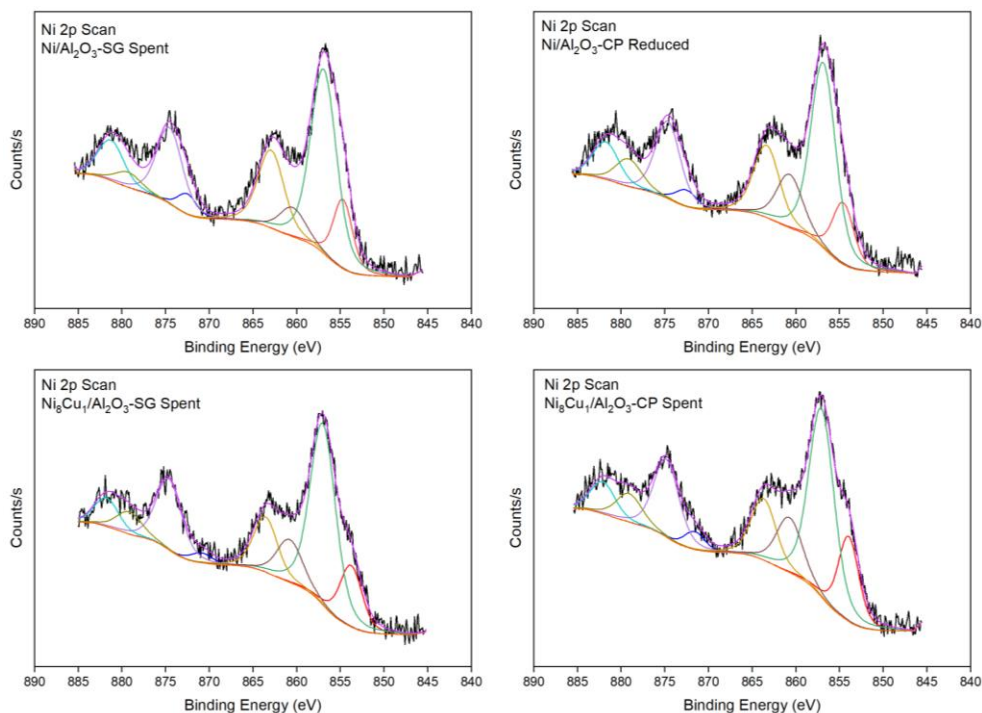 Ni 2p Scan
Ni/Al₂O₃-SG Spent
Counts/s
890 885 880 875 870 865 860 855 850 845 840
Binding Energy (eV)
Ni 2p Scan
Ni/Al₂O₃-CP Reduced
Counts/s
890 885 880 875 870 865 860 855 850 845 840
Binding Energy (eV)
Ni 2p Scan
Ni₈Cu₁/Al₂O₃-SG Spent
Counts/s
890 885 880 875 870 865 860 855 850 845 840
Binding Energy (eV)
Ni 2p Scan
Ni₈Cu₁/Al₂O₃-CP Spent
Counts/s
890 885 880 875 870 865 860 855 850 845 840
Binding Energy (eV)